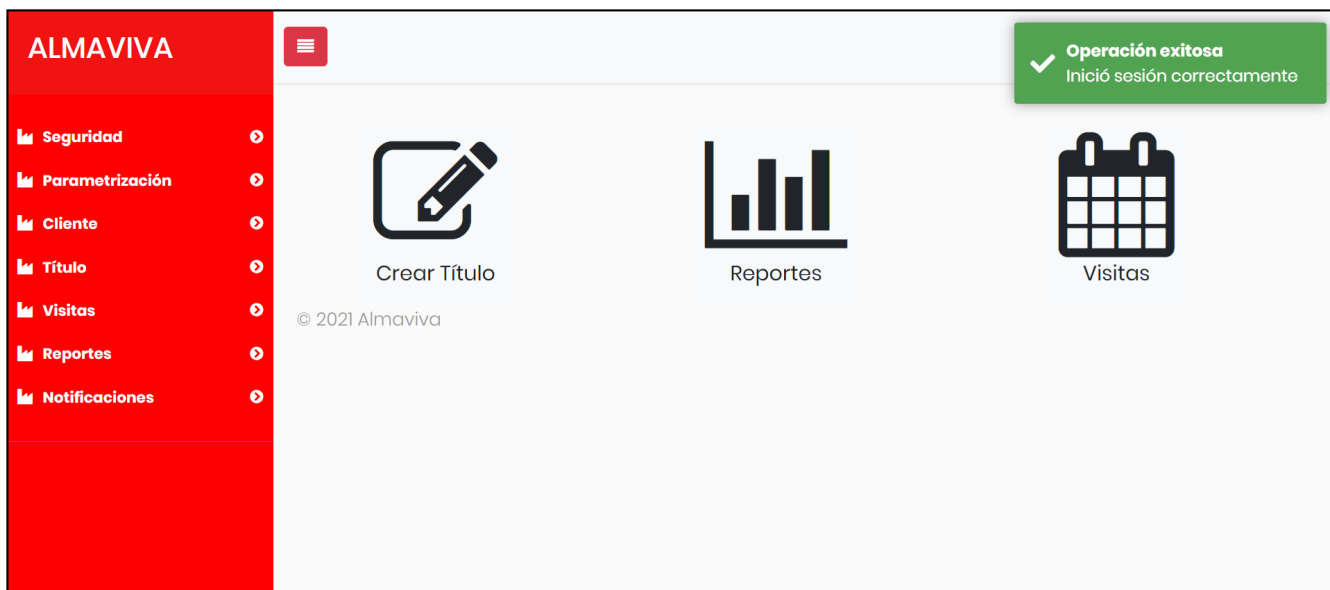 ALMAVIVA
Operación exitosa
Inició sesión correctamente
Seguridad
Parametrización
Cliente
Título
Visitas
Reportes
Notificaciones
Crear Título
Reportes
Visitas
© 2021 Almaviva